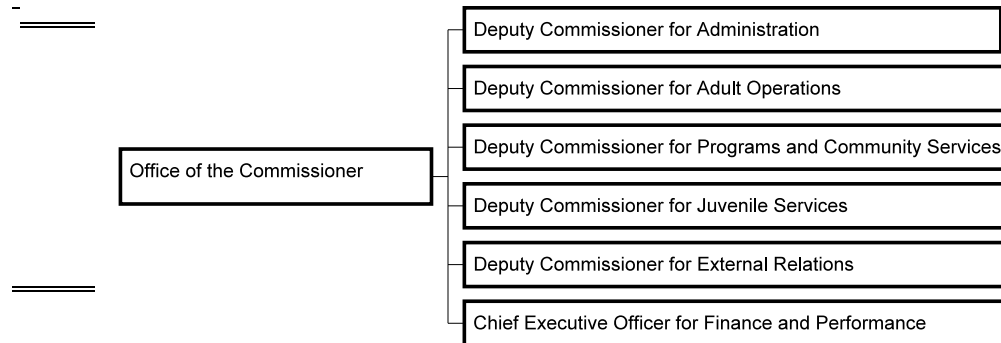 Deputy Commissioner for Administration
Deputy Commissioner for Adult Operations
Deputy Commissioner for Programs and Community Services
Office of the Commissioner
Deputy Commissioner for Juvenile Services
Deputy Commissioner for External Relations
Chief Executive Officer for Finance and Performance